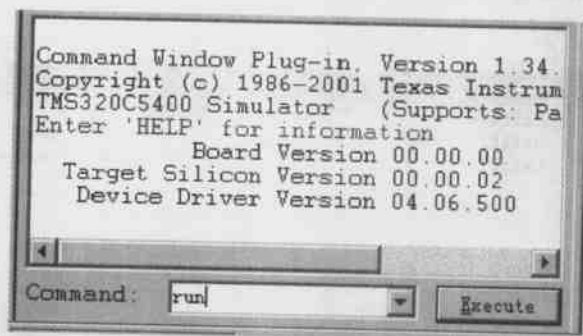 Command Window Plug-in, Version 1.34.
Copyright (c) 1986-2001 Texas Instrum
TMS320C5400 Simulator (Supports: Pa
Enter 'HELP' for information
Board Version 00.00.00
Target Silicon Version 00.00.02
Device Driver Version 04.06.500
Command: run Execute